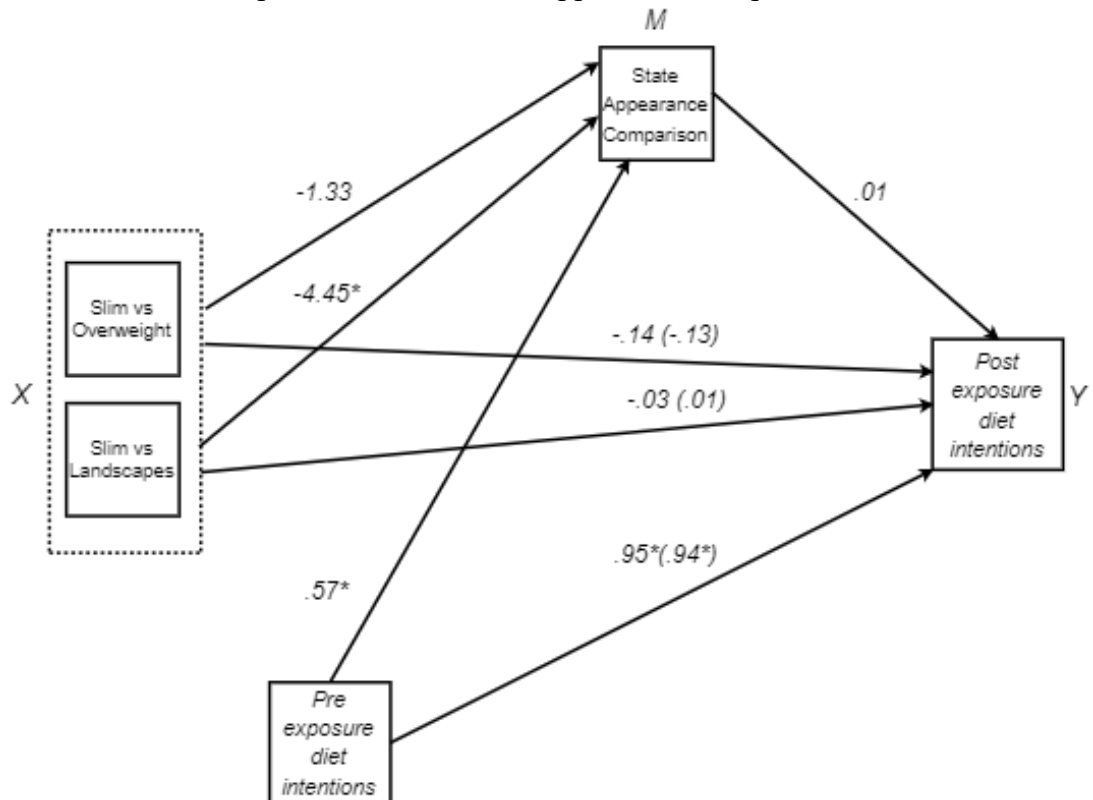 M
State
Appearance
Comparison
-1.33
.01
-4.45*
Slim vs
Overweight
-.14 (-.13)
X
Post
exposure
diet
intentions
Y
-.03 (.01)
Slim vs
Landscapes
.95*(.94*)
.57*
Pre
exposure
diet
intentions